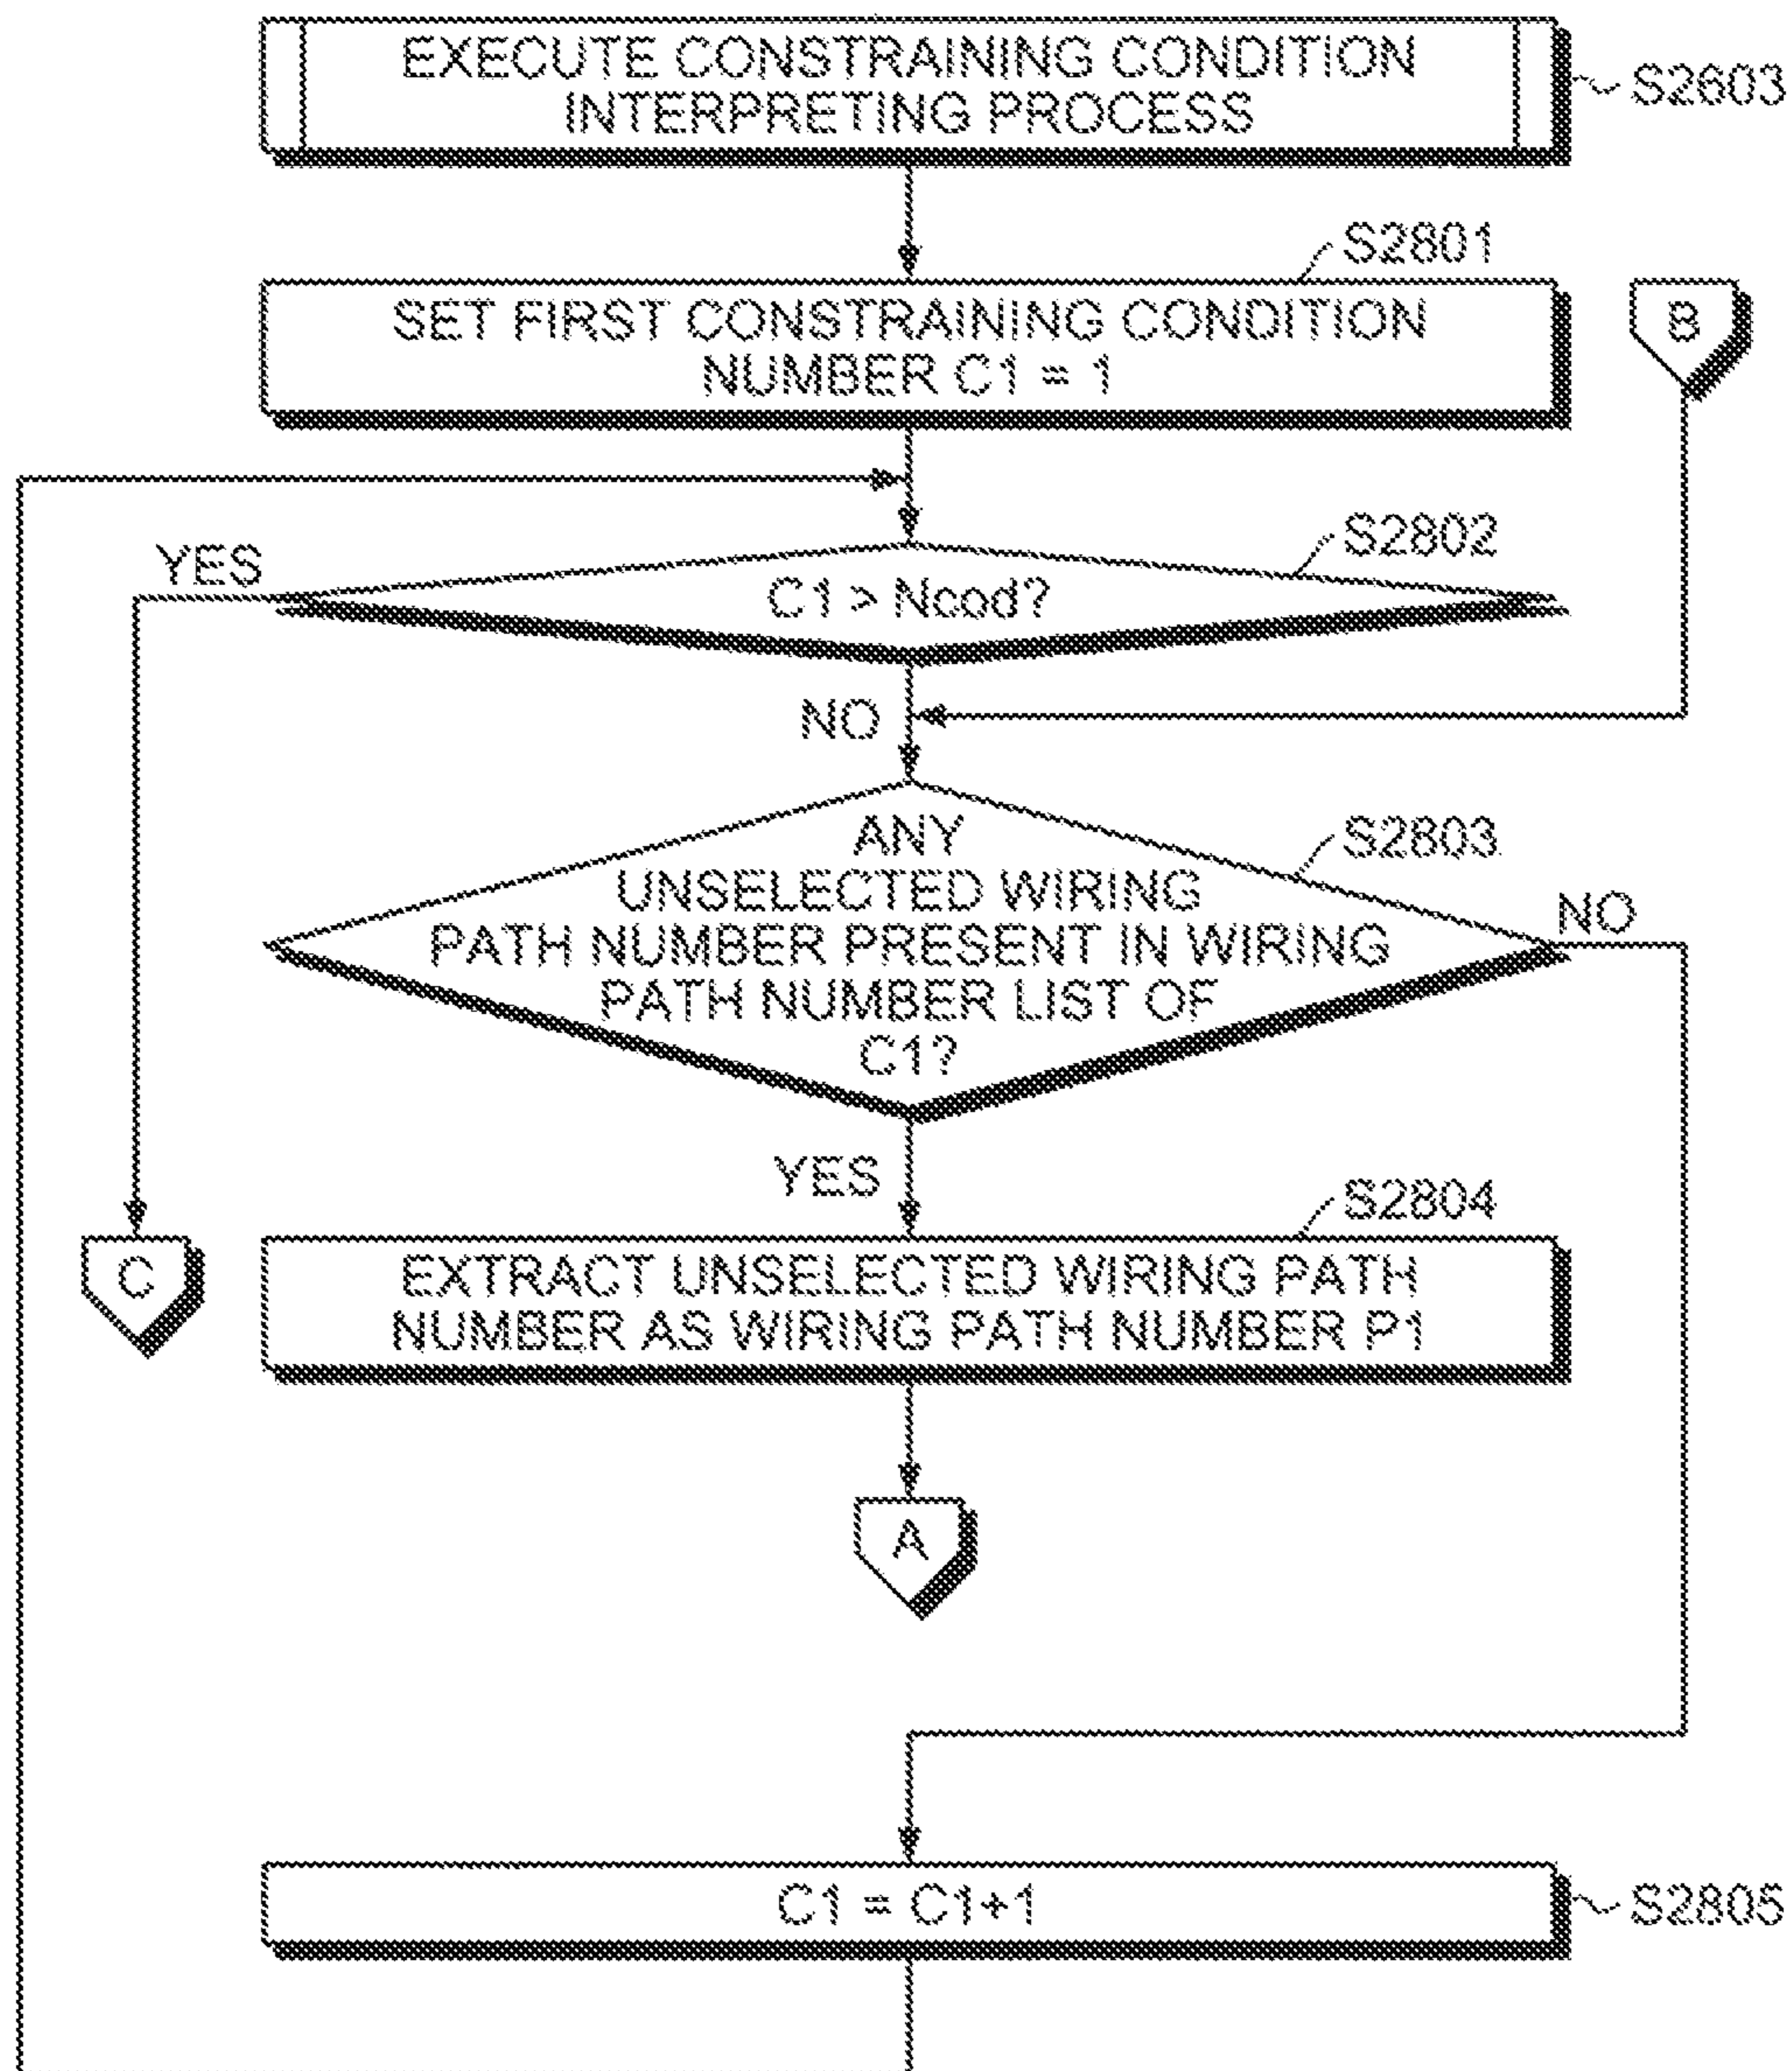 EXECUTE CONSTRAINING CONDITION
INTERPRETING PROCESS
S2603
S2801
SET FIRST CONSTRAINING CONDITION
NUMBER C1 = 1
B
S2802
YES
C1 > Ncod?
NO
S2803
ANY
UNSELECTED WIRING
PATH NUMBER PRESENT IN WIRING
PATH NUMBER LIST OF
C1?
NO
YES
S2804
C
EXTRACT UNSELECTED WIRING PATH
NUMBER AS WIRING PATH NUMBER P1
A
C1 = C1+1
S2805